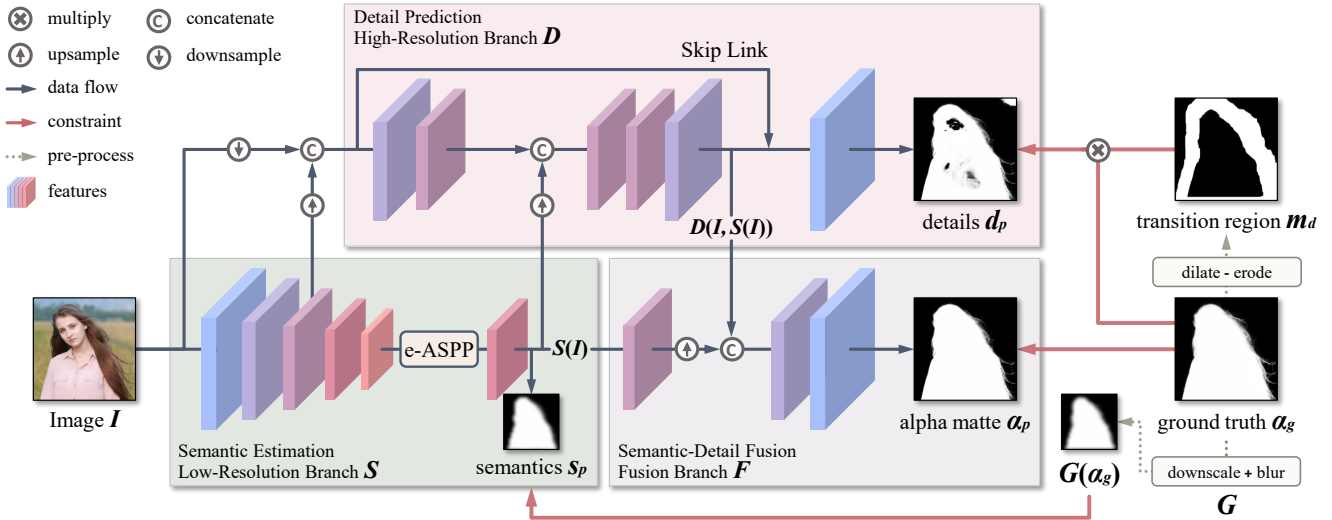 multiply
concatenate
upsample
downsample
data flow
constraint
pre-process
features
C
Detail Prediction
High-Resolution Branch D
Skip Link
C
C
details dp
D(I, S(I))
transition region md
dilate - erode
Image I
e-ASPP
S(I)
semantics sp
Semantic Estimation
Low-Resolution Branch S
C
alpha matte αp
Semantic-Detail Fusion
Fusion Branch F
ground truth αg
G(αg)
downscale + blur
G